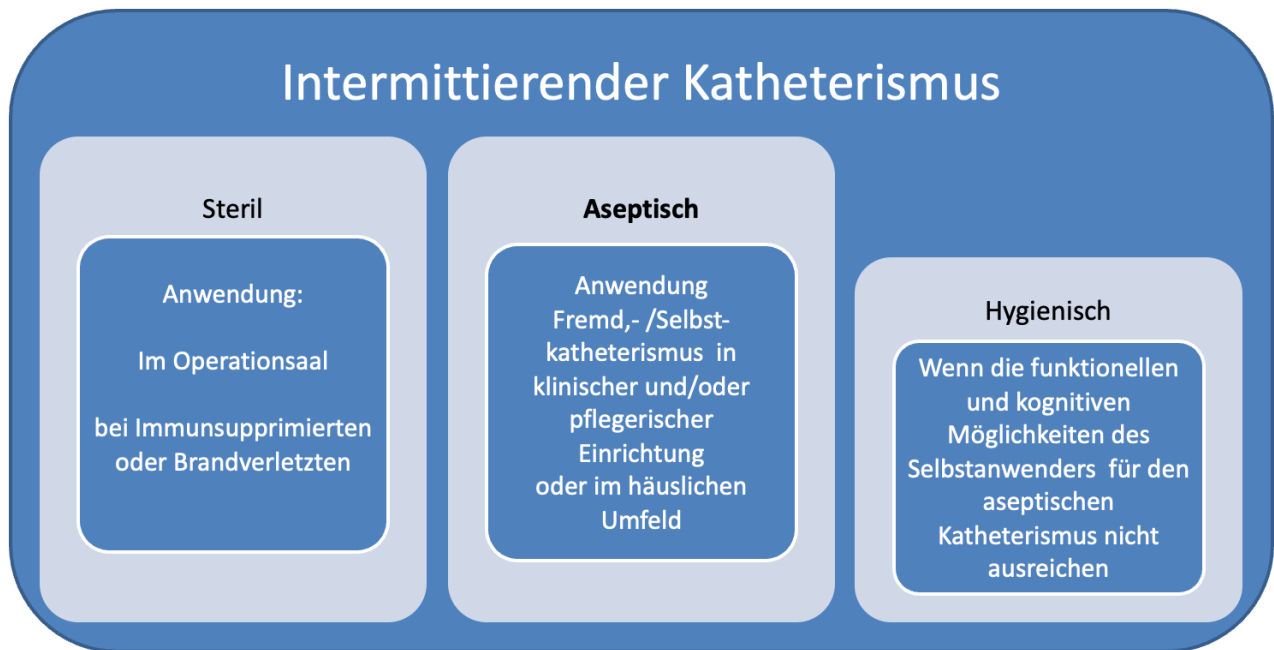 Intermittierender Katheterismus
Steril
Anwendung:
Im Operationsaal
bei Immunsupprimierten
oder Brandverletzten
Aseptisch
Anwendung
Fremd,- /Selbst-
katheterismus in
klinischer und/oder
pflegerischer
Einrichtung
oder im häuslichen
Umfeld
Hygienisch
Wenn die funktionellen
und kognitiven
Möglichkeiten des
Selbstanwenders für den
aseptischen
Katheterismus nicht
ausreichen